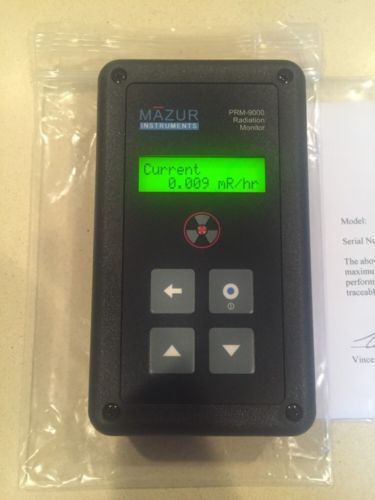 MAZUR
INSTRUMENTS
PRM-9000
Radiation
Monitor
Current
0.009 mR/hr
Model:
Serial Nu
The abov
maximu
perform
traceabl
Vince